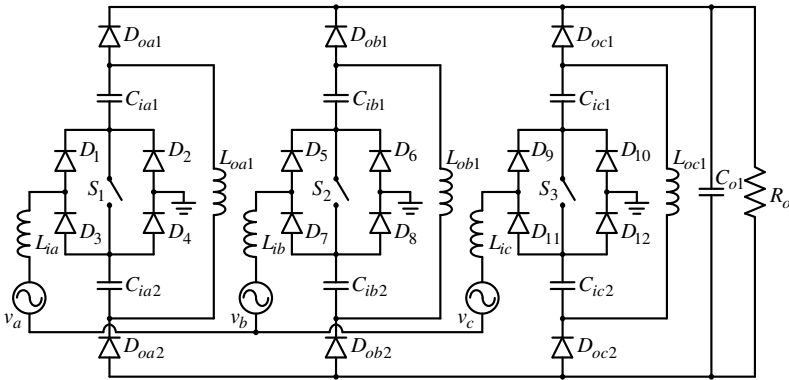 D_oa1 D_ob1 D_oc1
C_ia1 C_ib1 C_ic1
D_1 D_2 L_oa1 D_5 D_6 L_ob1 D_9 D_10 L_oc1
S_1 S_2 S_3 C_o1 R_o
D_3 D_4 D_7 D_8 D_11 D_12
L_ia L_ib L_ic
C_ia2 C_ib2 C_ic2
v_a v_b v_c
D_oa2 D_ob2 D_oc2